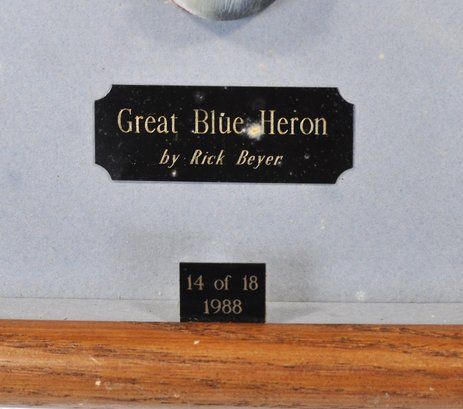 Great Blue Heron
by Rick Beyer
14 of 18
1988